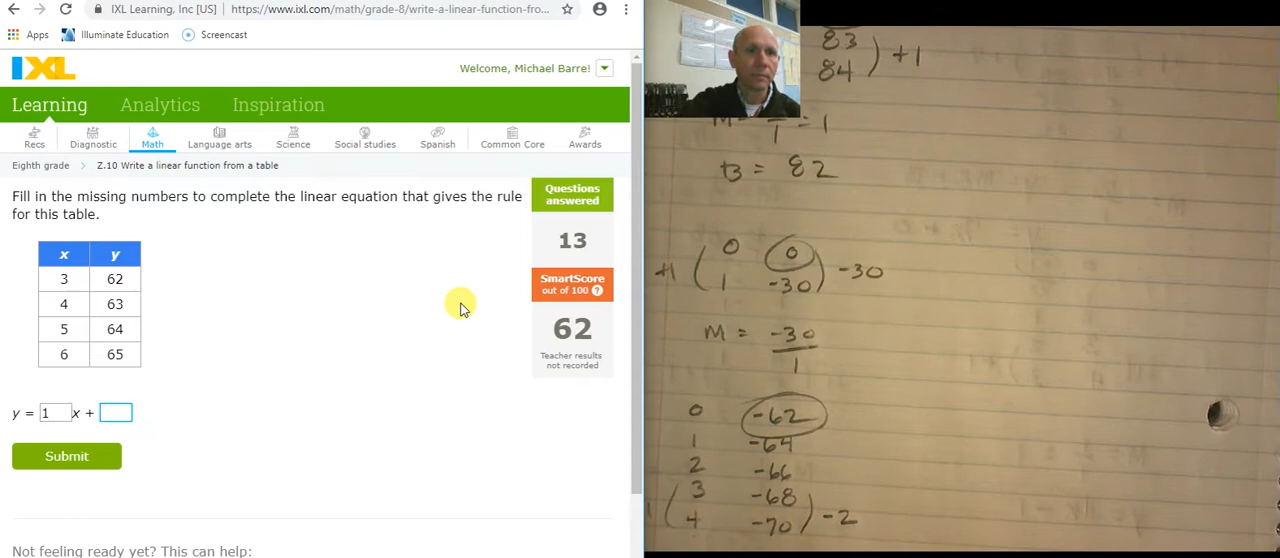 IXL Learning, Inc [US] | https://www.ixl.com/math/grade-8/write-a-linear-function-fro...
Apps Illuminate Education Screencast
IXL
Welcome, Michael Barre!
Learning Analytics Inspiration
Recs Diagnostic Math Language arts Science Social studies Spanish Common Core Awards
Eighth grade > Z.10 Write a linear function from a table
Fill in the missing numbers to complete the linear equation that gives the rule
for this table.
x y
3 62
4 63
5 64
6 65
y = 1 x +
Submit
Questions
answered
13
SmartScore
out of 100 ?
62
Teacher results
not recorded
Not feeling ready yet? This can help:
83
84 ) +1
1 = 1
B = 82
+1 ( 0 0 ) -30
1 -30
M = -30
1
0 -62
1 -64
2 -66
3 -68
1 ( 4 -70 ) -2